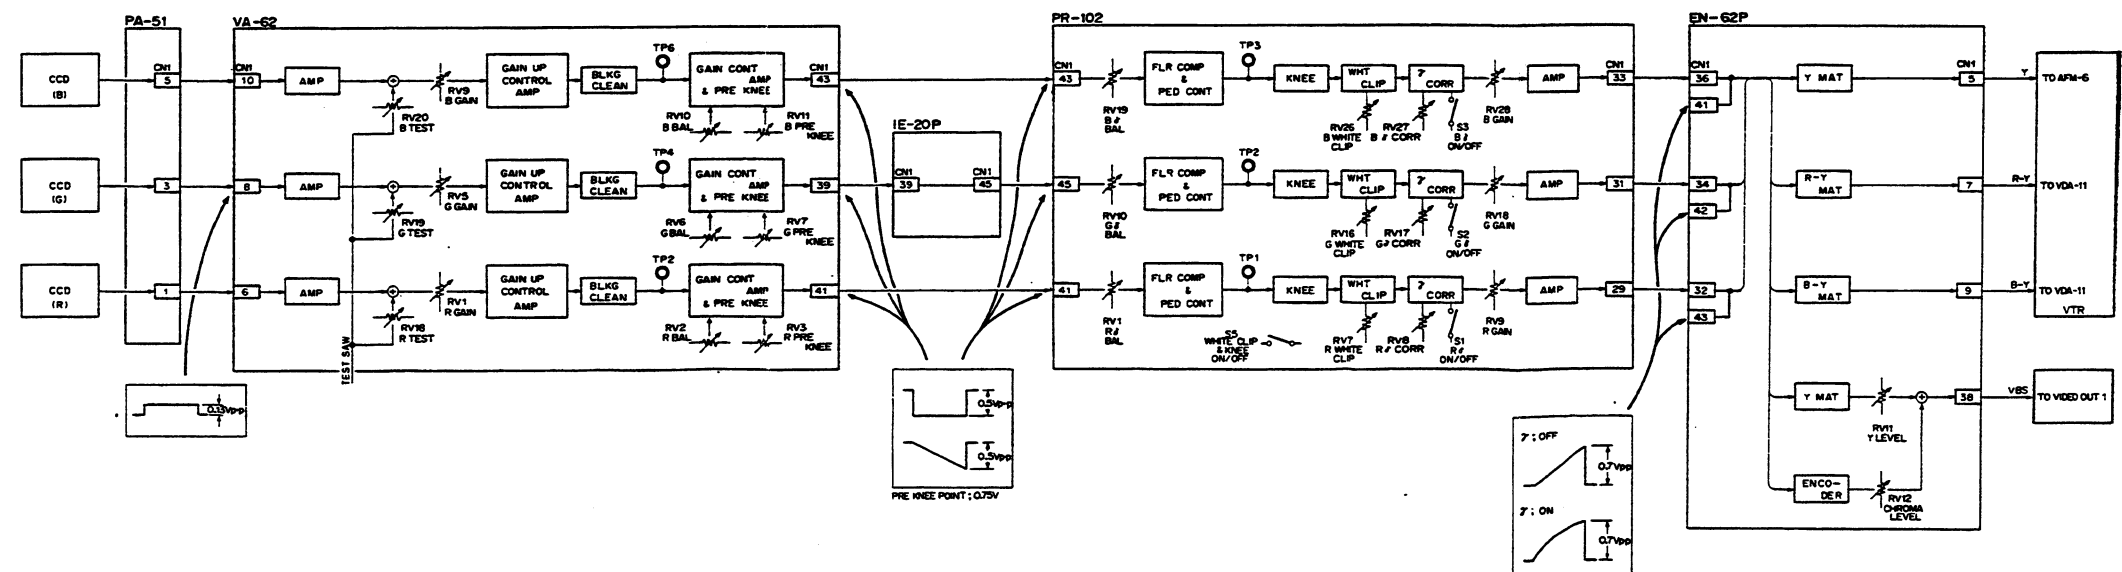 PA-51
VA-62
PR-102
EN-62P
CCD
(B)
5
CN1
10
AMP
RV20
B TEST
RV9
B GAIN
GAIN UP
CONTROL
AMP
BLKG
CLEAN
TP6
GAIN CONT
AMP
& PRE KNEE
RV10
B BAL
RV11
B PRE
KNEE
CN1
43
CN1
43
RV19
B γ
BAL
FLR COMP
&
PED CONT
TP3
KNEE
WHT
CLIP
γ
CORR
RV26
B WHITE
CLIP
RV27
B γ CORR
S3
B γ
ON/OFF
RV28
B GAIN
AMP
CN1
33
CN1
36
41
Y MAT
CN1
5
Y
TO AFM-6
IE-20P
CCD
(G)
3
8
AMP
RV19
G TEST
RV5
G GAIN
GAIN UP
CONTROL
AMP
BLKG
CLEAN
TP4
GAIN CONT
AMP
& PRE KNEE
RV6
G BAL
RV7
G PRE
KNEE
39
CN1
39
CN1
45
45
RV10
G γ
BAL
FLR COMP
&
PED CONT
TP2
KNEE
WHT
CLIP
γ
CORR
RV16
G WHITE
CLIP
RV17
G γ CORR
S2
G γ
ON/OFF
RV18
G GAIN
AMP
31
34
42
R-Y
MAT
7
R-Y
TO VDA-11
CCD
(R)
1
6
AMP
RV18
R TEST
RV1
R GAIN
GAIN UP
CONTROL
AMP
BLKG
CLEAN
TP2
GAIN CONT
AMP
& PRE KNEE
RV2
R BAL
RV3
R PRE
KNEE
41
41
RV1
R γ
BAL
FLR COMP
&
PED CONT
TP1
KNEE
WHT
CLIP
γ
CORR
S5
WHITE CLIP
& KNEE
ON/OFF
RV7
R WHITE
CLIP
RV8
R γ CORR
S1
R γ
ON/OFF
RV9
R GAIN
AMP
29
32
43
B-Y
MAT
9
B-Y
TO VDA-11
VTR
TEST SAW
0.13Vp-p
0.5Vp-p
0.5Vpp
PRE KNEE POINT ; 0.75V
γ ; OFF
0.7Vpp
γ ; ON
0.7Vpp
Y MAT
RV11
Y LEVEL
38
VBS
TO VIDEO OUT 1
ENCO-
DER
RV12
CHROMA
LEVEL